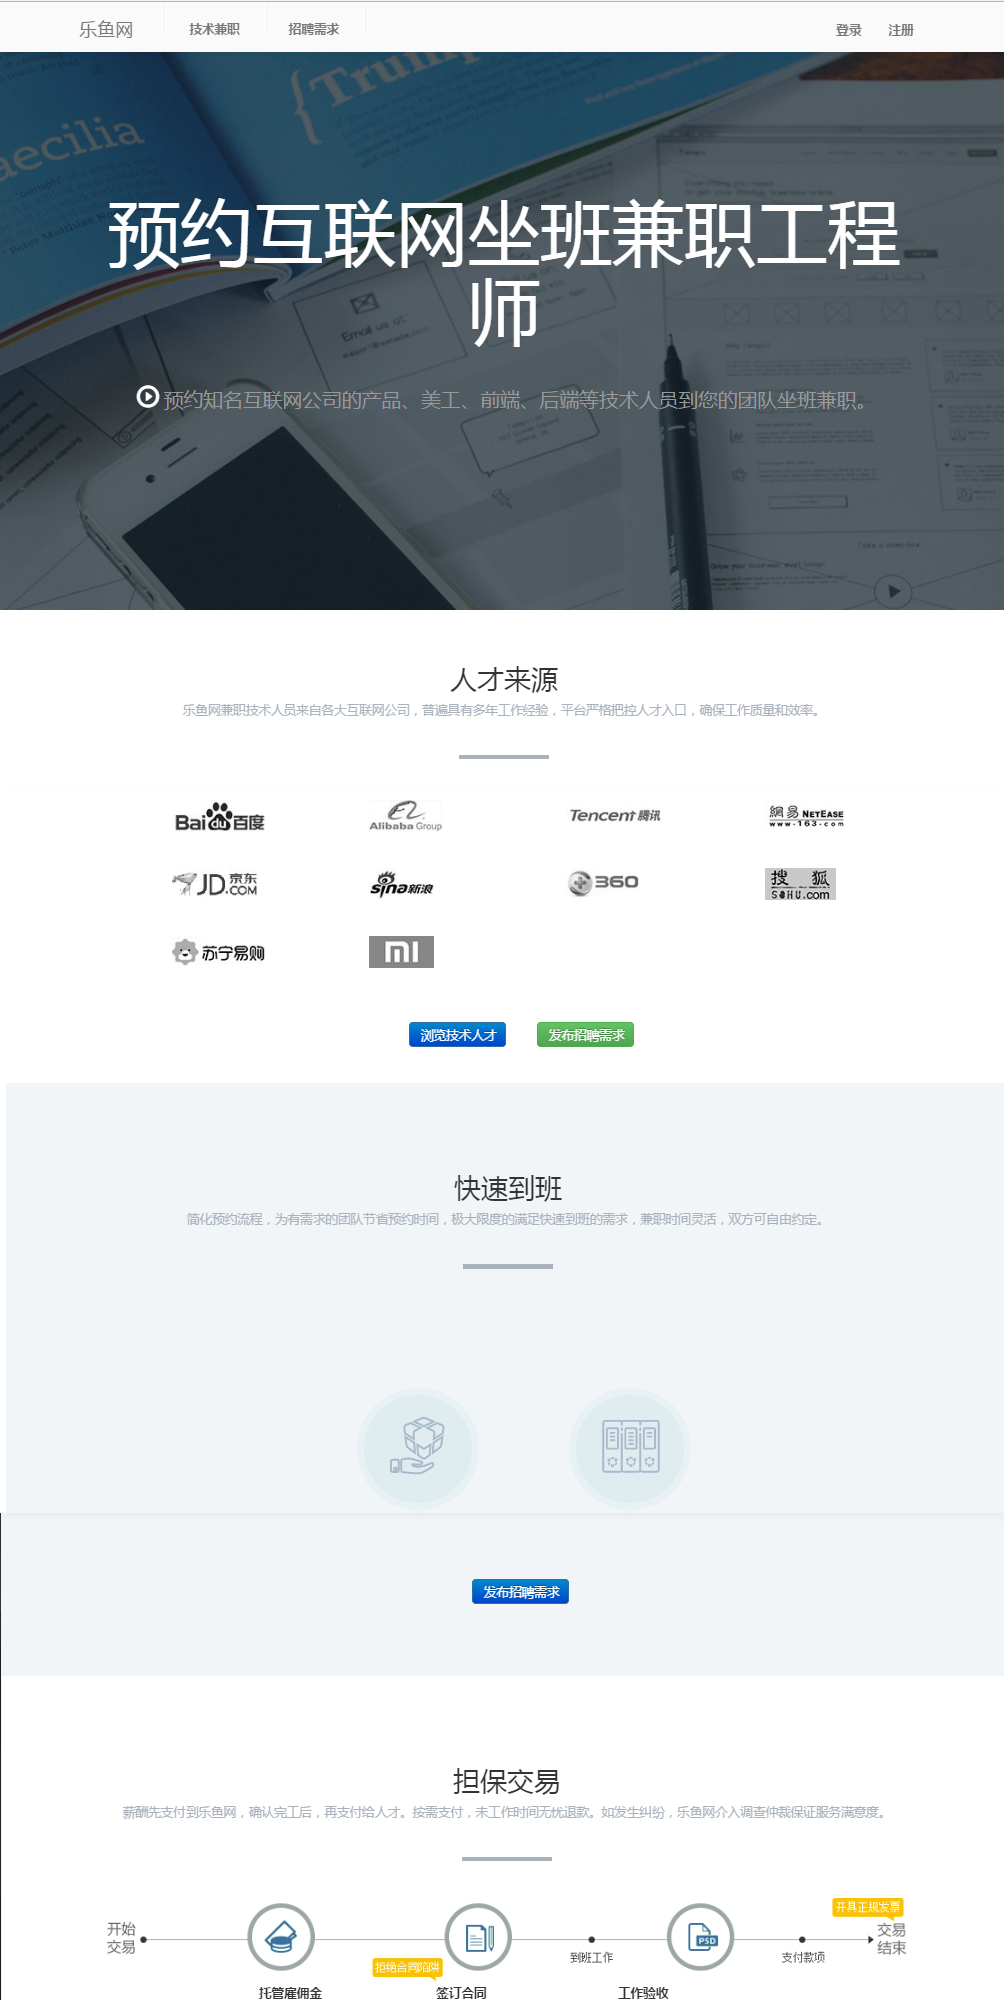 乐鱼网
技术兼职
招聘需求
登录
注册
aecilia
{Trump
Email us at
预约互联网坐班兼职工程
师
预约知名互联网公司的产品、美工、前端、后端等技术人员到您的团队坐班兼职。
Take a video tour
人才来源
乐鱼网兼职技术人员来自各大互联网公司，普遍具有多年工作经验，平台严格把控人才入口，确保工作质量和效率。
Bai du 百度
Alibaba Group
Tencent 腾讯
網易 NETEASE
www.163.com
JD 京东
.COM
sina 新浪
360
搜狐
SOHU.com
苏宁易购
MI
浏览技术人才
发布招聘需求
快速到班
简化预约流程，为有需求的团队节省预约时间，极大限度的满足快速到班的需求，兼职时间灵活，双方可自由约定。
发布招聘需求
担保交易
薪酬先支付到乐鱼网，确认完工后，再支付给人才。按需支付，未工作时间无忧退款。如发生纠纷，乐鱼网介入调查仲裁保证服务满意度。
开具正规发票
开始
交易
PSD
交易
结束
到班工作
支付款项
拒绝合同陷阱
托管雇佣金
签订合同
工作验收